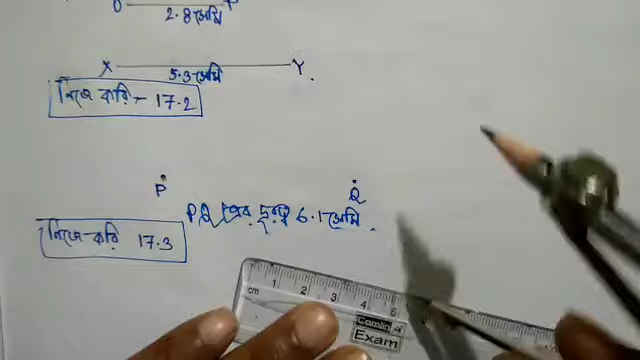 2.8 সেমি
X Y
5.3 সেমি
নিজে করি - 17.2
P Q
PQ এর দূরত্ব 6.1 সেমি
নিজে করি 17.3
cm 1 2 3 4 5
Camlin
Exam